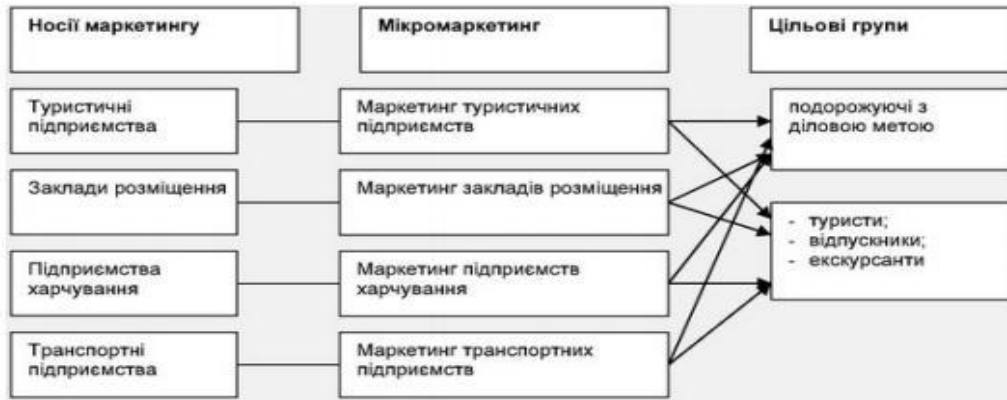 Носії маркетингу
Мікромаркетинг
Цільові групи
Туристичні
підприємства
Маркетинг туристичних
підприємств
подорожуючі з
діловою метою
Заклади розміщення
Маркетинг закладів розміщення
- туристи;
- відпускники;
- екскурсанти
Підприємства
харчування
Маркетинг підприємств
харчування
Транспортні
підприємства
Маркетинг транспортних
підприємств